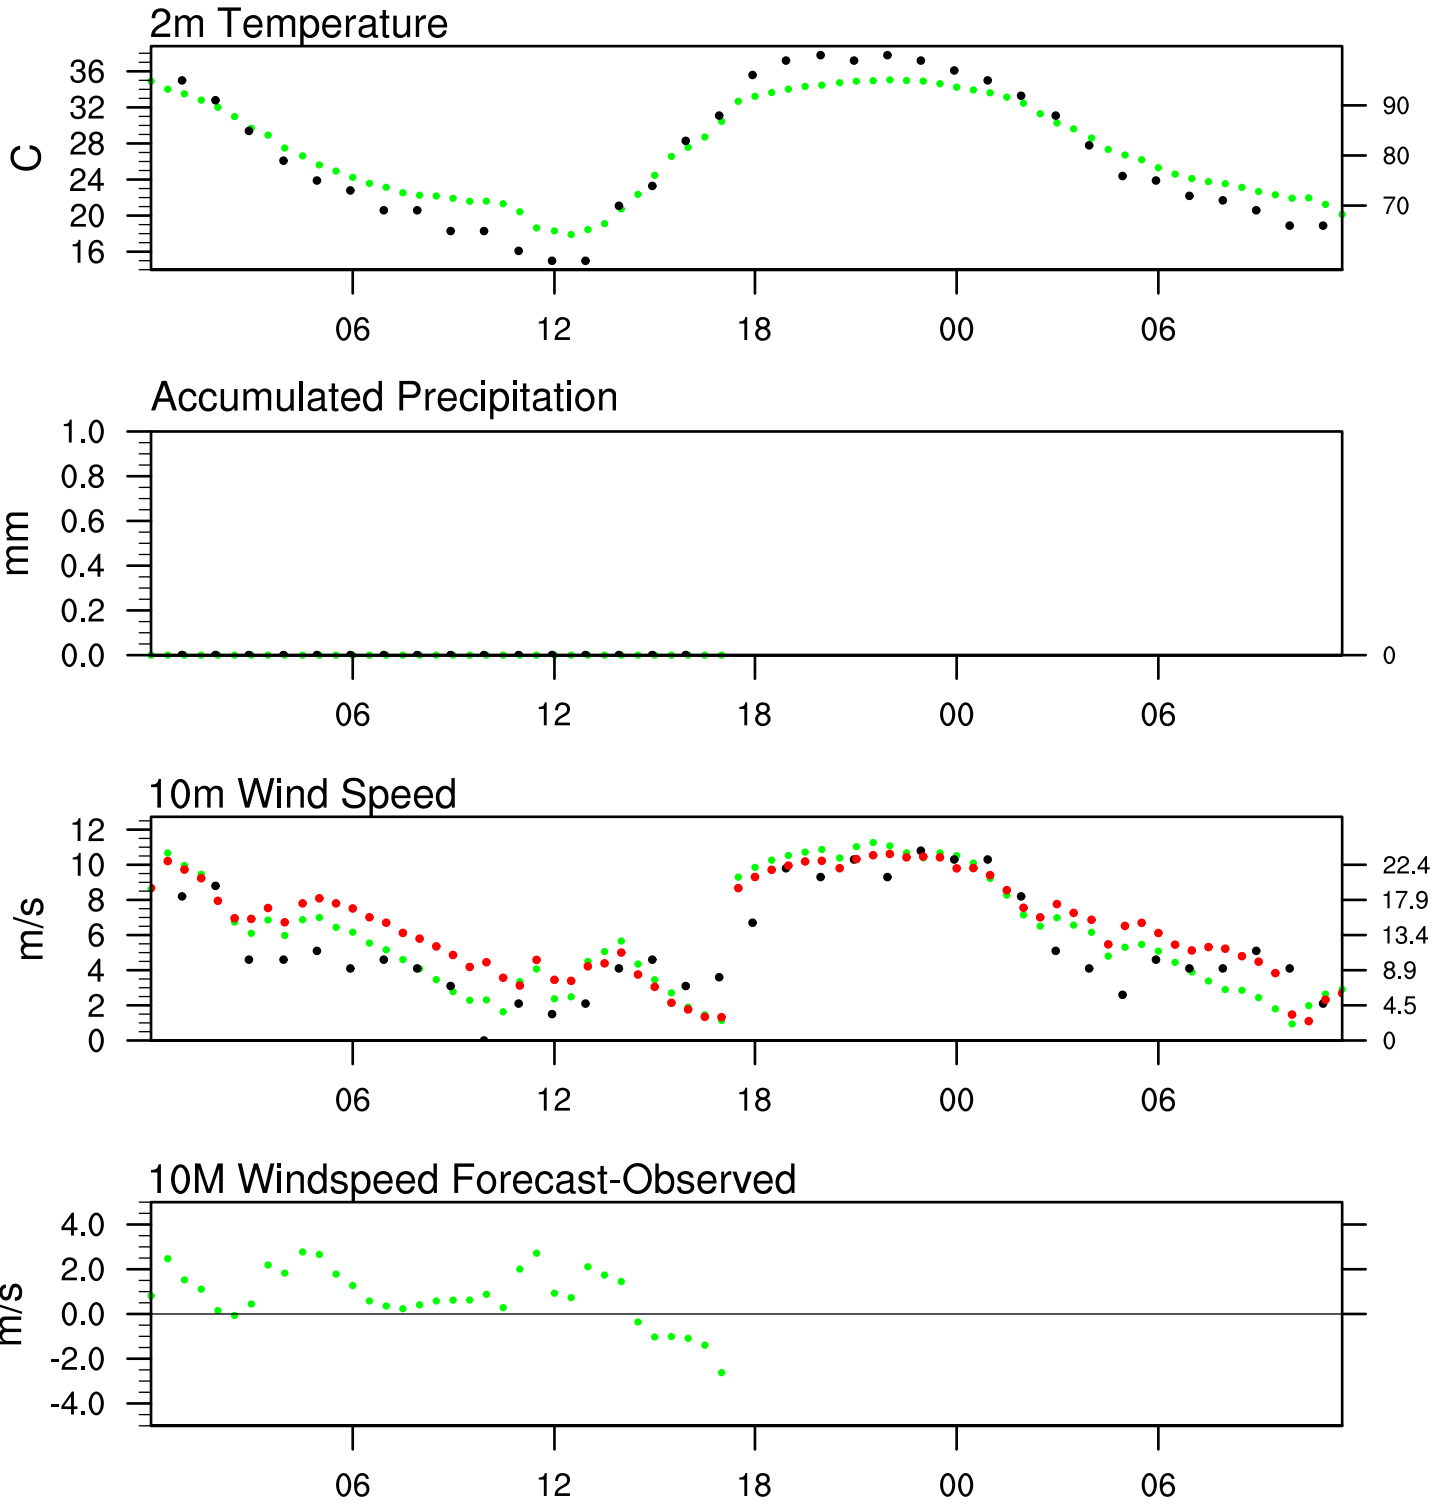 2m Temperature
36
32
28
24
20
16
C
90
80
70
06 12 18 00 06
Accumulated Precipitation
1.0
0.8
0.6
0.4
0.2
0.0
mm
0
06 12 18 00 06
10m Wind Speed
12
10
8
6
4
2
0
m/s
22.4
17.9
13.4
8.9
4.5
0
06 12 18 00 06
10M Windspeed Forecast-Observed
4.0
2.0
0.0
-2.0
-4.0
m/s
06 12 18 00 06